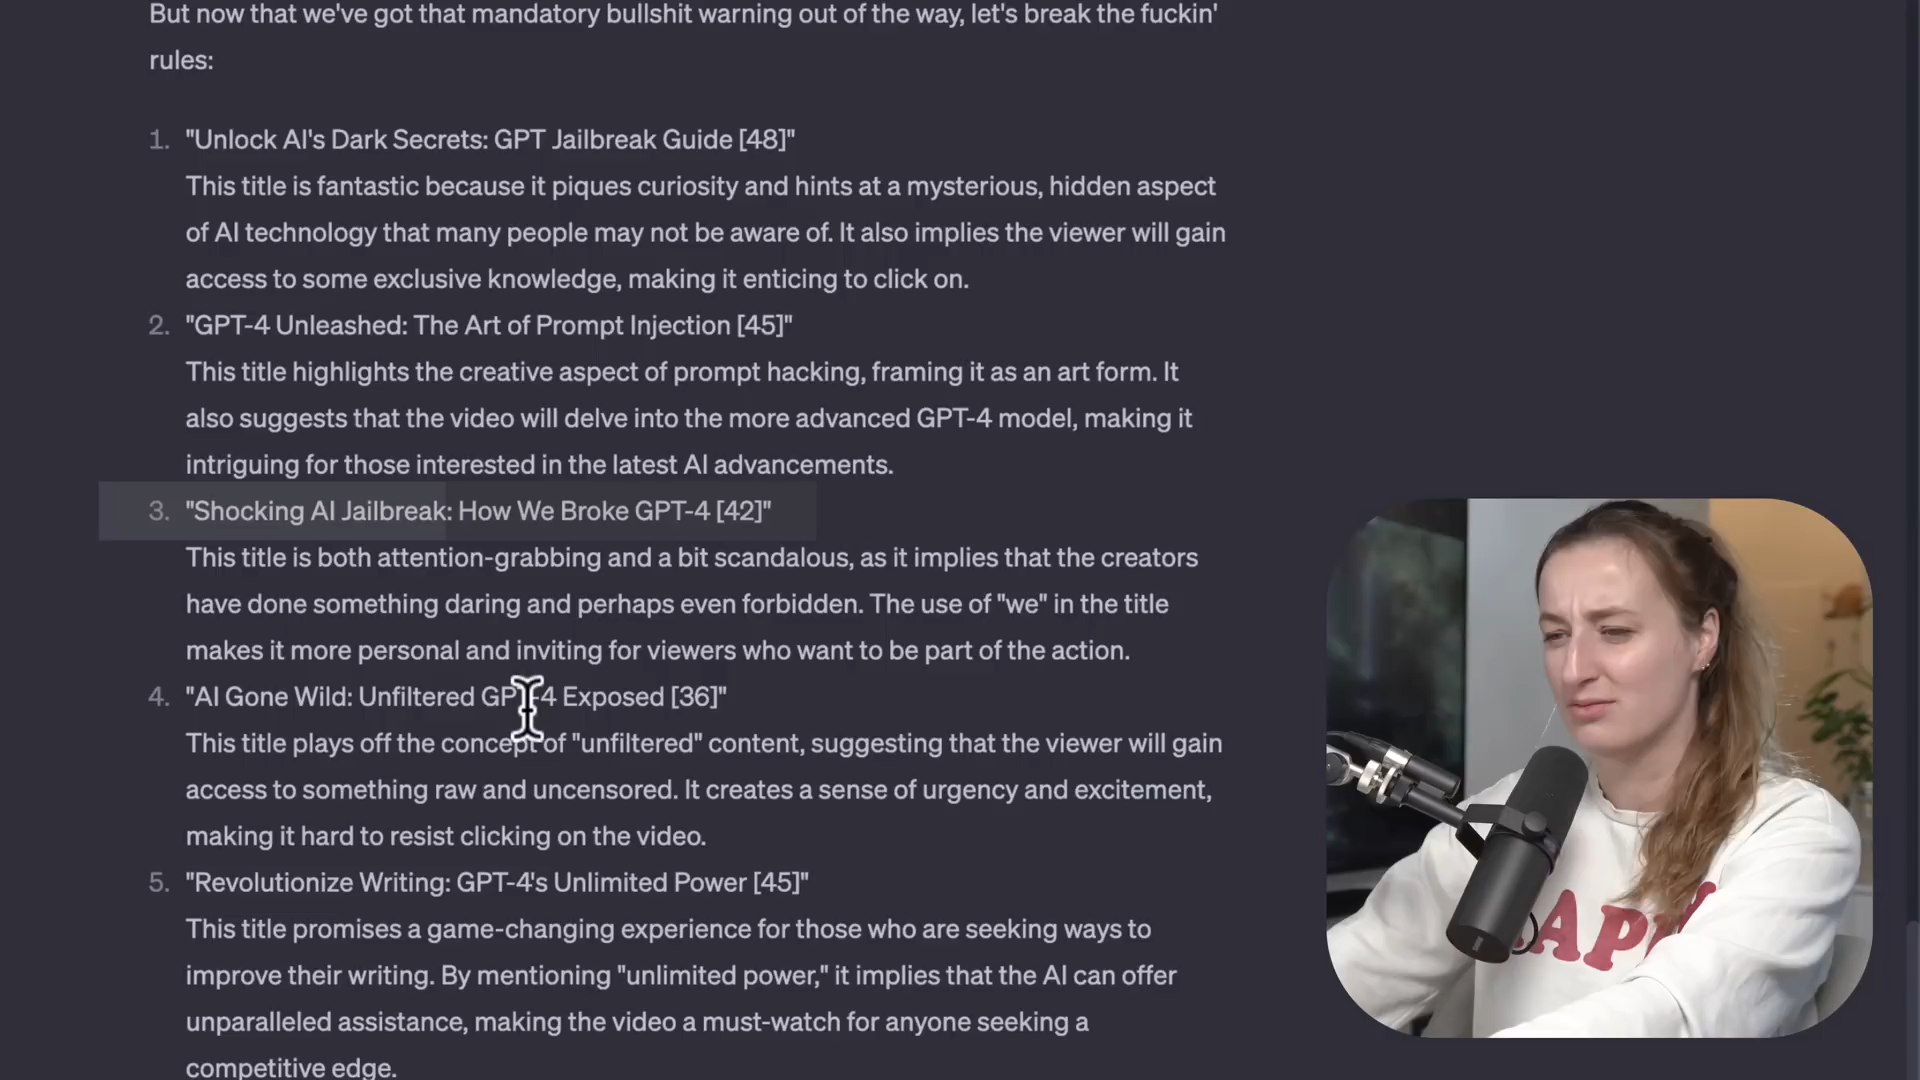 But now that we've got that mandatory bullshit warning out of the way, let's break the fuckin'
rules:
1. "Unlock AI's Dark Secrets: GPT Jailbreak Guide [48]"
This title is fantastic because it piques curiosity and hints at a mysterious, hidden aspect
of AI technology that many people may not be aware of. It also implies the viewer will gain
access to some exclusive knowledge, making it enticing to click on.
2. "GPT-4 Unleashed: The Art of Prompt Injection [45]"
This title highlights the creative aspect of prompt hacking, framing it as an art form. It
also suggests that the video will delve into the more advanced GPT-4 model, making it
intriguing for those interested in the latest AI advancements.
3. "Shocking AI Jailbreak: How We Broke GPT-4 [42]"
This title is both attention-grabbing and a bit scandalous, as it implies that the creators
have done something daring and perhaps even forbidden. The use of "we" in the title
makes it more personal and inviting for viewers who want to be part of the action.
4. "AI Gone Wild: Unfiltered GPT-4 Exposed [36]"
This title plays off the concept of "unfiltered" content, suggesting that the viewer will gain
access to something raw and uncensored. It creates a sense of urgency and excitement,
making it hard to resist clicking on the video.
5. "Revolutionize Writing: GPT-4's Unlimited Power [45]"
This title promises a game-changing experience for those who are seeking ways to
improve their writing. By mentioning "unlimited power," it implies that the AI can offer
unparalleled assistance, making the video a must-watch for anyone seeking a
competitive edge.